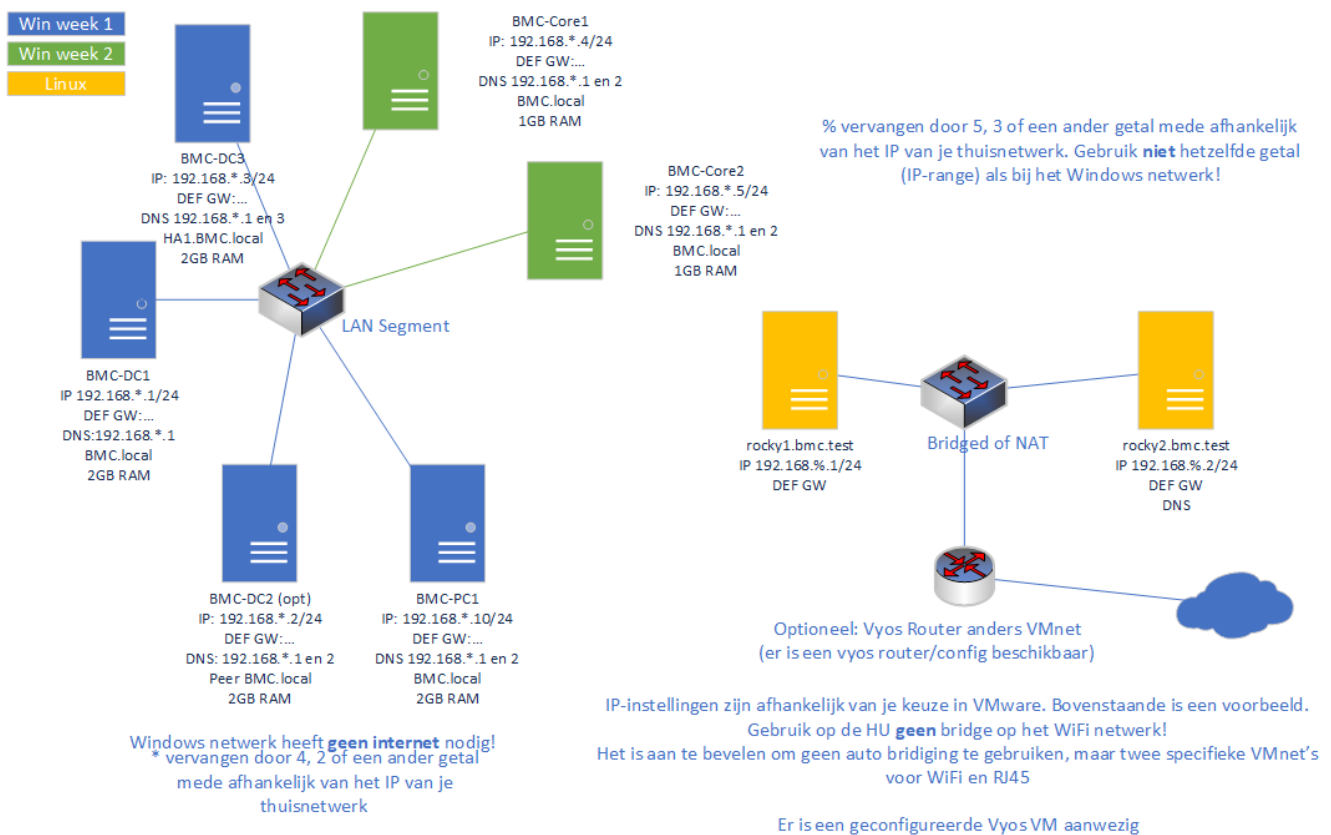 Win week 1
Win week 2
Linux
BMC-Core1
IP: 192.168.*.4/24
DEF GW:...
DNS 192.168.*.1 en 2
BMC.local
1GB RAM
BMC-DC3
IP: 192.168.*.3/24
DEF GW:...
DNS 192.168.*.1 en 3
HA1.BMC.local
2GB RAM
BMC-Core2
IP: 192.168.*.5/24
DEF GW:...
DNS 192.168.*.1 en 2
BMC.local
1GB RAM
% vervangen door 5, 3 of een ander getal mede afhankelijk
van het IP van je thuisnetwerk. Gebruik niet hetzelfde getal
(IP-range) als bij het Windows netwerk!
LAN Segment
BMC-DC1
IP 192.168.*.1/24
DEF GW:...
DNS:192.168.*.1
BMC.local
2GB RAM
rocky1.bmc.test
IP 192.168.%.1/24
DEF GW
Bridged of NAT
rocky2.bmc.test
IP 192.168.%.2/24
DEF GW
DNS
BMC-DC2 (opt)
IP: 192.168.*.2/24
DEF GW:...
DNS: 192.168.*.1 en 2
Peer BMC.local
2GB RAM
BMC-PC1
IP: 192.168.*.10/24
DEF GW:...
DNS 192.168.*.1 en 2
BMC.local
2GB RAM
Optioneel: Vyos Router anders VMnet
(er is een vyos router/config beschikbaar)
Windows netwerk heeft geen internet nodig!
* vervangen door 4, 2 of een ander getal
mede afhankelijk van het IP van je
thuisnetwerk
IP-instellingen zijn afhankelijk van je keuze in VMware. Bovenstaande is een voorbeeld.
Gebruik op de HU geen bridge op het WiFi netwerk!
Het is aan te bevelen om geen auto bridiging te gebruiken, maar twee specifieke VMnet's
voor WiFi en RJ45
Er is een geconfigureerde Vyos VM aanwezig